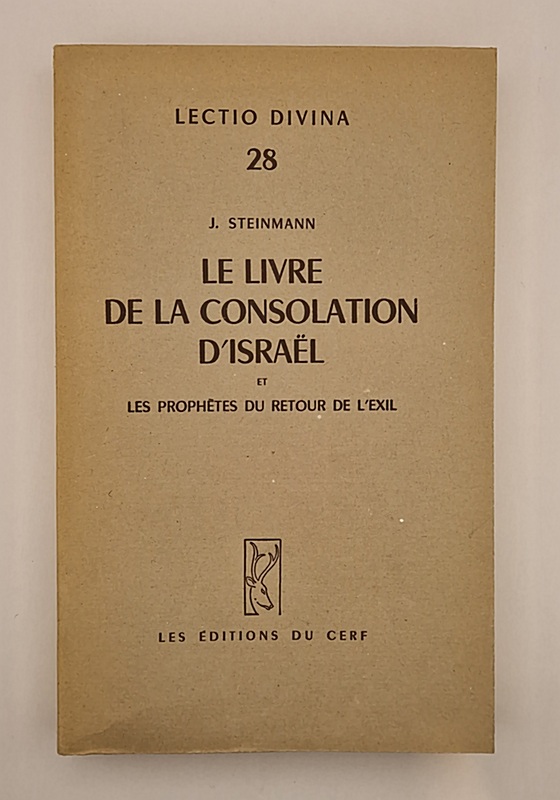 LECTIO DIVINA
28
J. STEINMANN
LE LIVRE
DE LA CONSOLATION
D'ISRAËL
ET
LES PROPHÈTES DU RETOUR DE L'EXIL
LES ÉDITIONS DU CERF